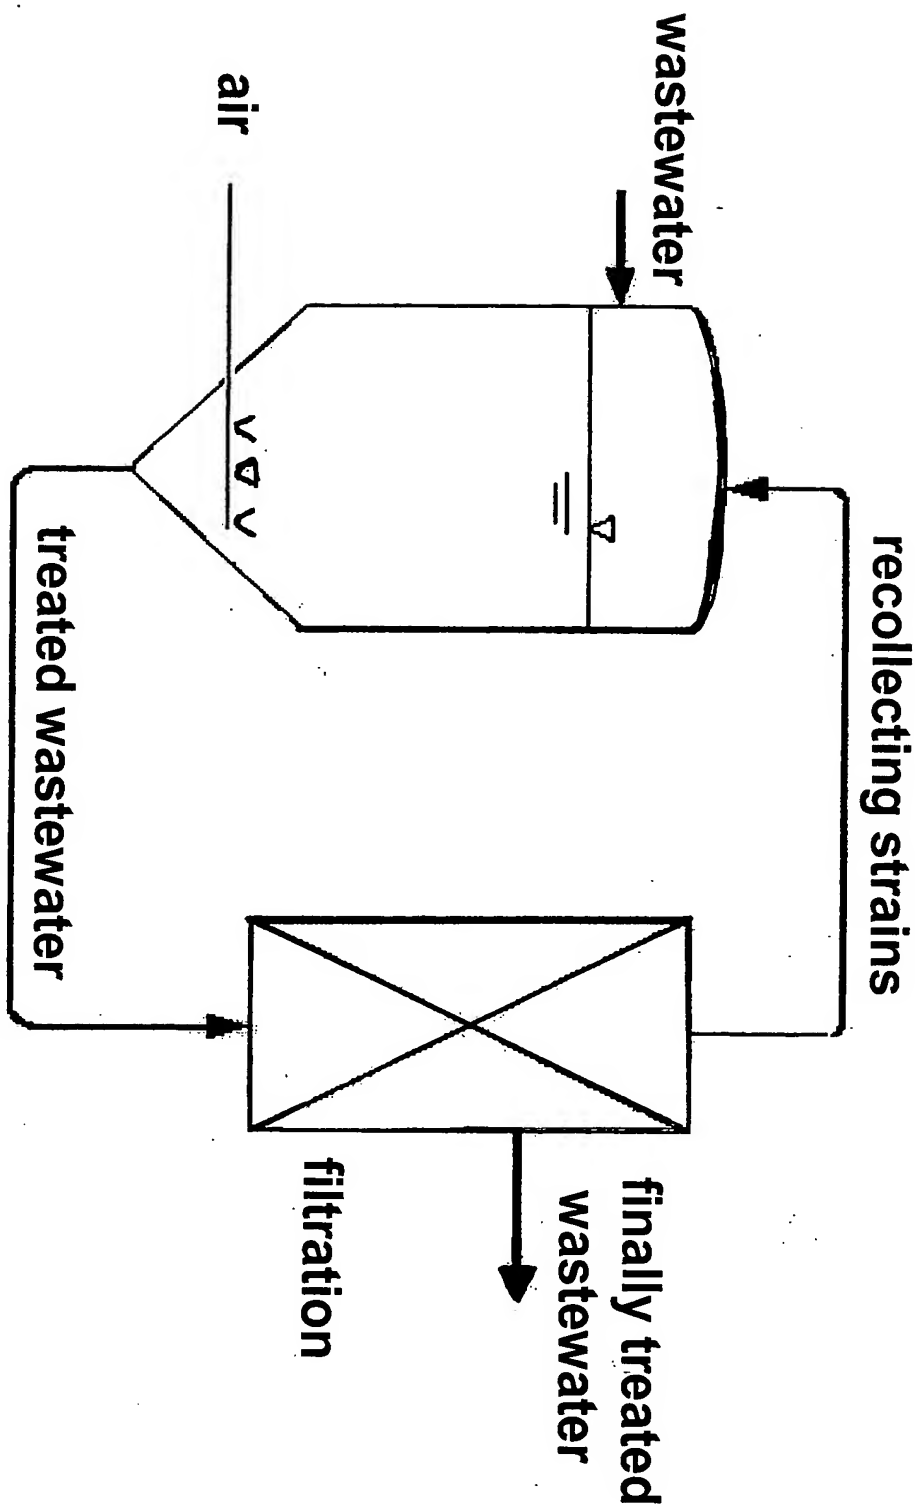 recollecting strains
wastewater
finally treated
wastewater
filtration
air
treated wastewater